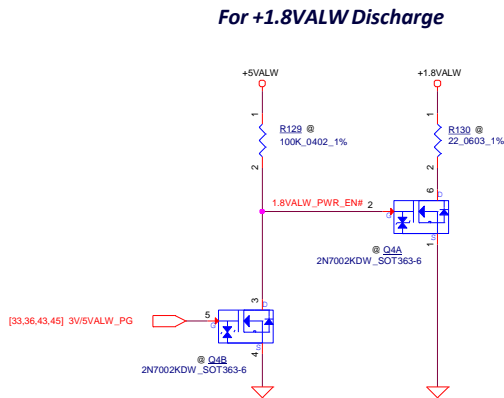 For +1.8VALW Discharge
+5VALW
+1.8VALW
1
1
R129 @
100K_0402_1%
R130 @
22_0603_1%
2
2
6
D
1.8VALW_PWR_EN#
2
G
S
1
@ Q4A
2N7002KDW_SOT363-6
3
D
[33,36,43,45] 3V/5VALW_PG
5
G
S
4
@ Q4B
2N7002KDW_SOT363-6